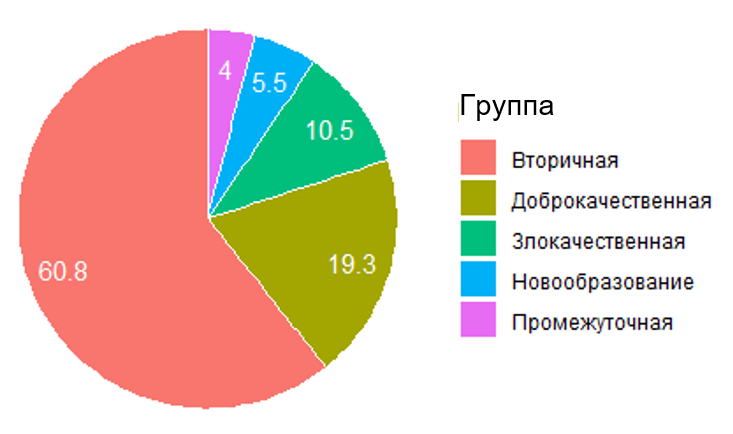 4
5.5
10.5
19.3
60.8
Группа
Вторичная
Доброкачественная
Злокачественная
Новообразование
Промежуточная